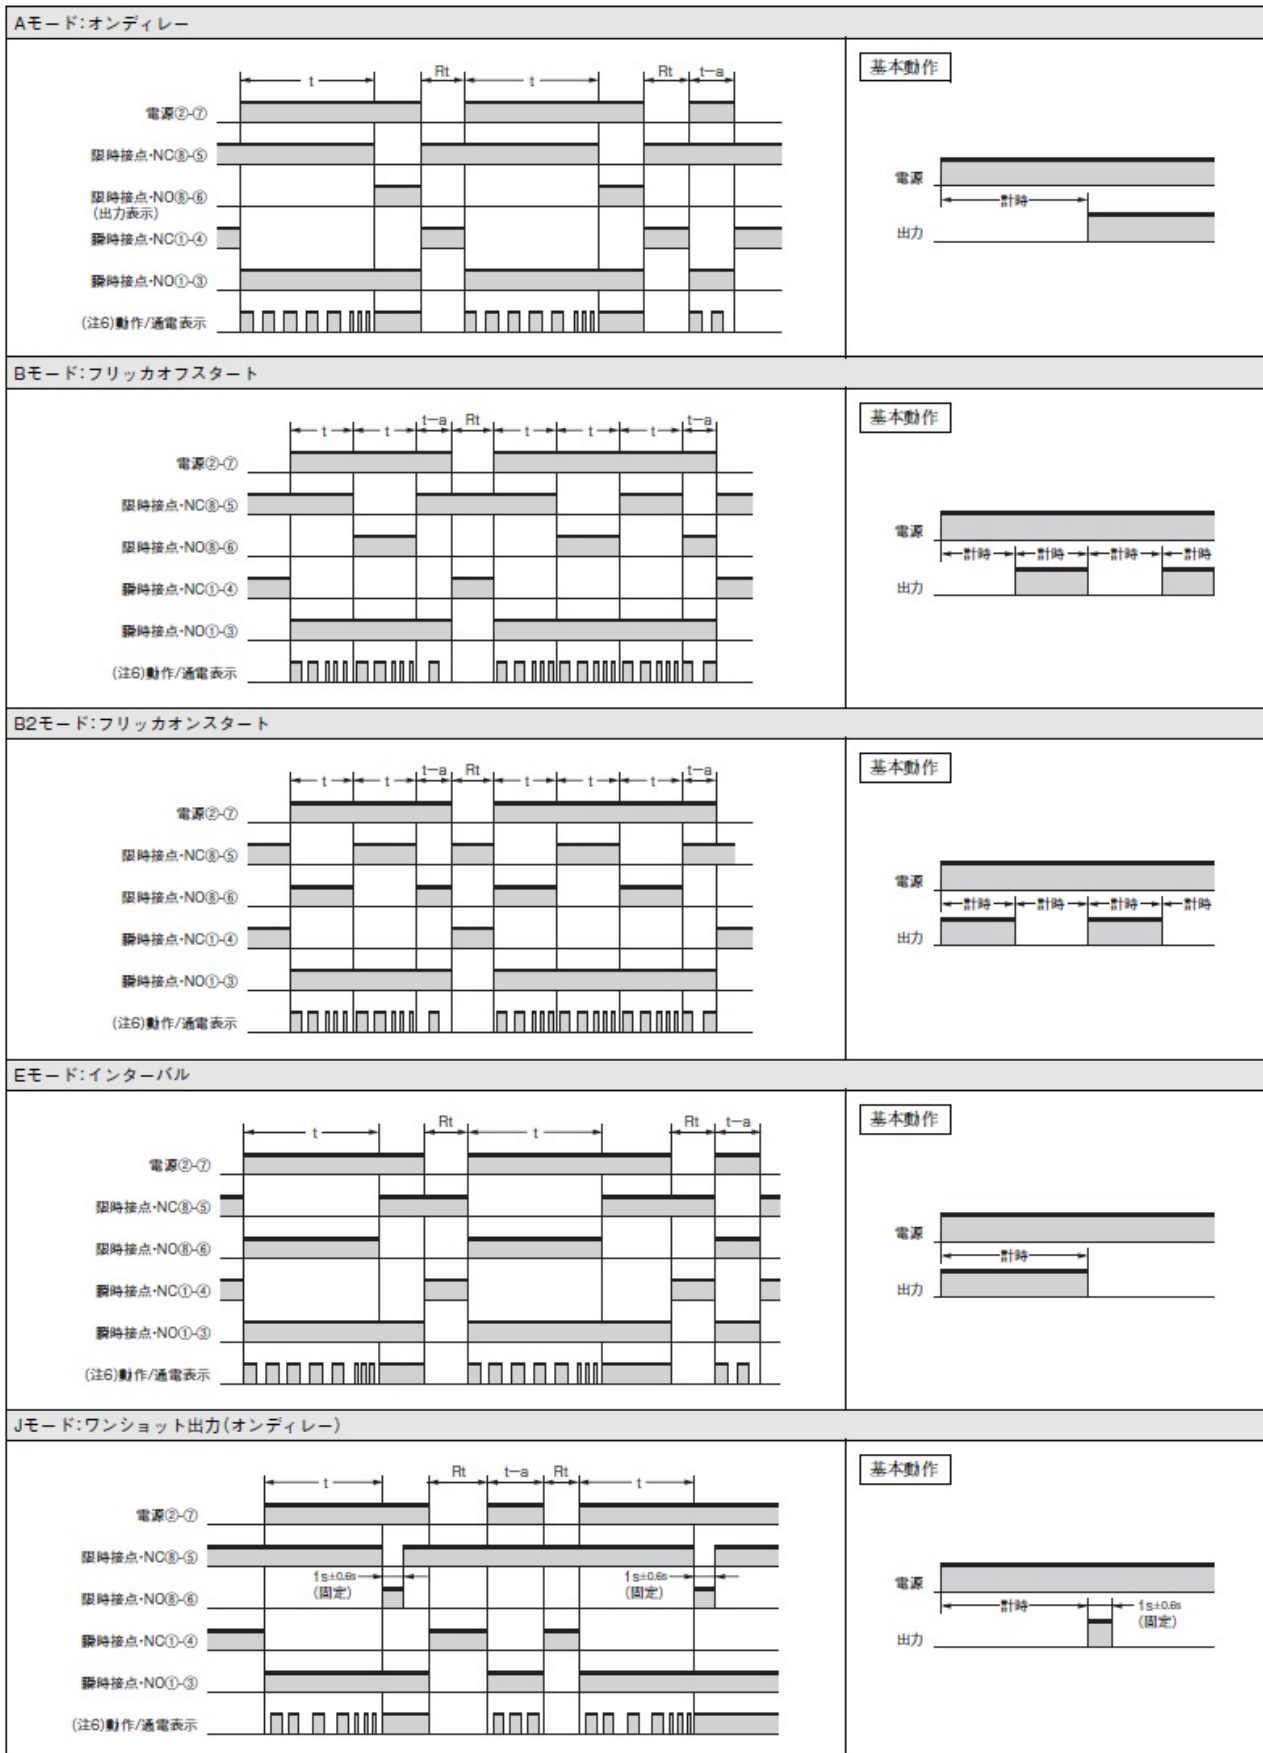 Aモード:オンディレー
基本動作
t Rt t Rt t−a
電源②-⑦
限時接点・NC⑧-⑤
限時接点・NO⑧-⑥
(出力表示)
瞬時接点・NC①-④
瞬時接点・NO①-③
(注6)動作/通電表示
電源
計時
出力
Bモード:フリッカオフスタート
基本動作
t t t−a Rt t t t t−a
電源②-⑦
限時接点・NC⑧-⑤
限時接点・NO⑧-⑥
瞬時接点・NC①-④
瞬時接点・NO①-③
(注6)動作/通電表示
電源
計時 計時 計時 計時
出力
B2モード:フリッカオンスタート
基本動作
t t t−a Rt t t t t−a
電源②-⑦
限時接点・NC⑧-⑤
限時接点・NO⑧-⑥
瞬時接点・NC①-④
瞬時接点・NO①-③
(注6)動作/通電表示
電源
計時 計時 計時 計時
出力
Eモード:インターバル
基本動作
t Rt t Rt t−a
電源②-⑦
限時接点・NC⑧-⑤
限時接点・NO⑧-⑥
瞬時接点・NC①-④
瞬時接点・NO①-③
(注6)動作/通電表示
電源
計時
出力
Jモード:ワンショット出力(オンディレー)
基本動作
t Rt t−a Rt t
電源②-⑦
限時接点・NC⑧-⑤
1s±0.6s 1s±0.6s
(固定) (固定)
限時接点・NO⑧-⑥
瞬時接点・NC①-④
瞬時接点・NO①-③
(注6)動作/通電表示
電源
計時 1s±0.6s
(固定)
出力